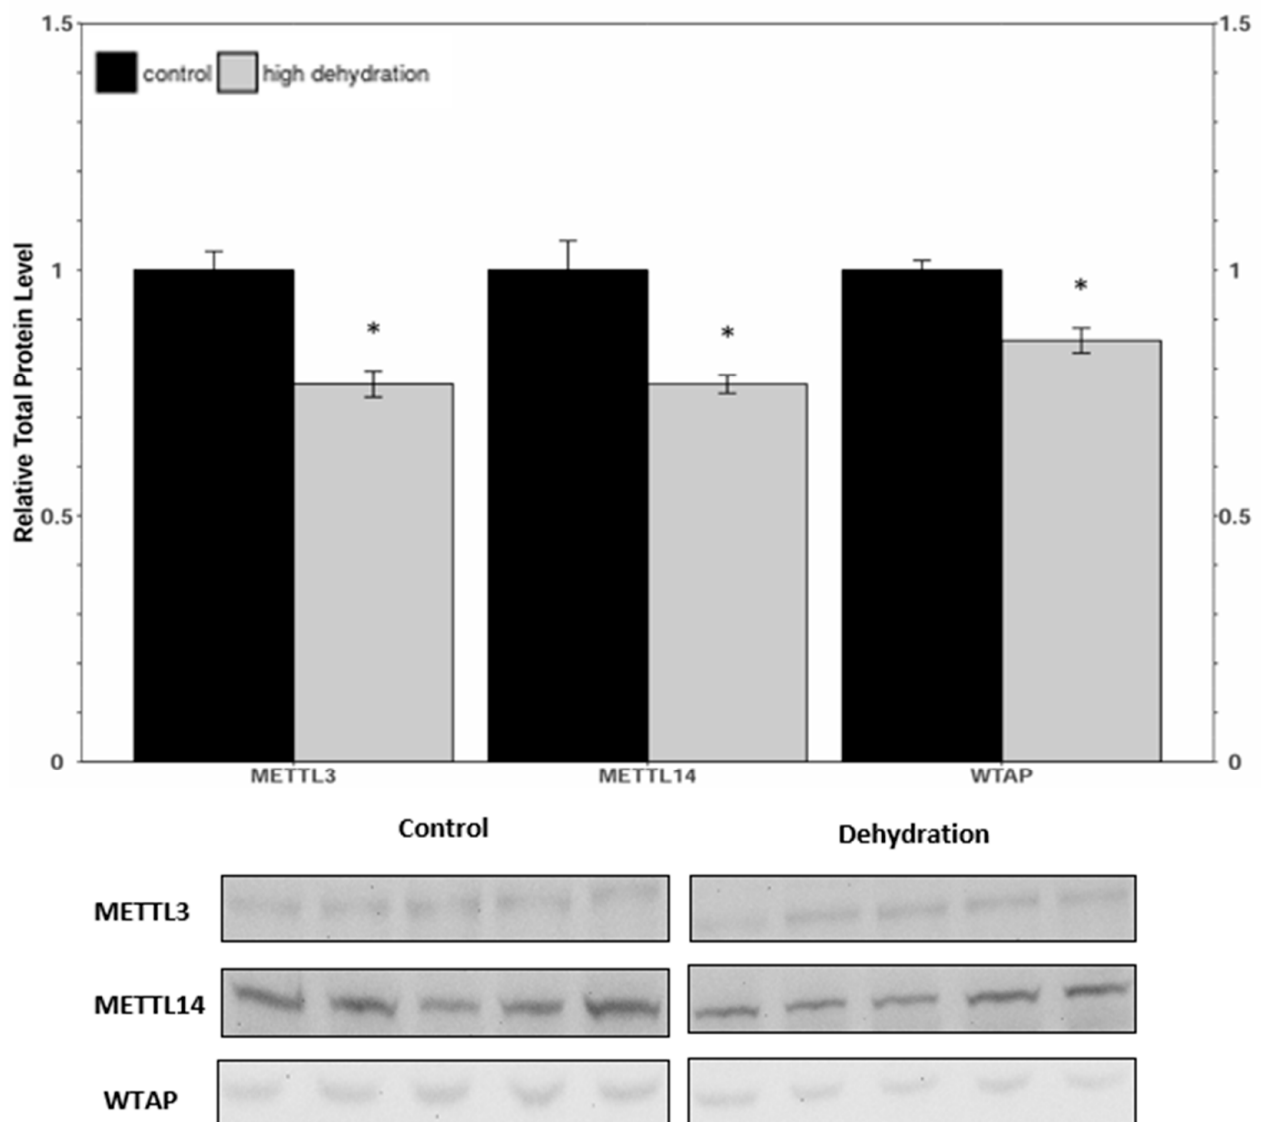 1.5 1.5
control high dehydration
* * *
Relative Total Protein Level
1 1
0.5 0.5
0 0
METTL3 METTL14 WTAP
Control Dehydration
METTL3
METTL14
WTAP